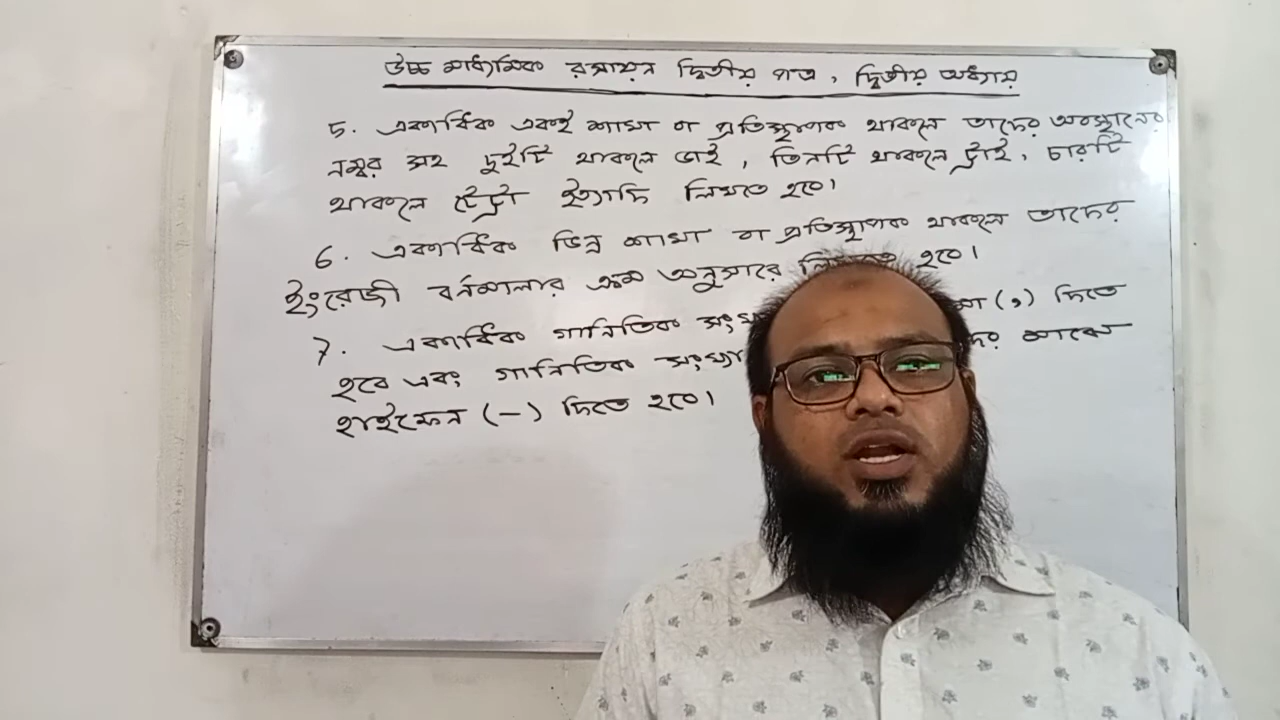 উচ্চ মাধ্যমিক রসায়ন দ্বিতীয় পত্র, দ্বিতীয় অধ্যায়
5. একাধিক একই শাখা বা প্রতিস্থাপক থাকলে তাদের অবস্থানের
নম্বর সহ দুইটি থাকলে ডাই, তিনটি থাকলে ট্রাই, চারটি
থাকলে টেট্রা ইত্যাদি লিখতে হবে।
6. একাধিক ভিন্ন শাখা বা প্রতিস্থাপক থাকলে তাদের
ইংরেজী বর্নমালার ক্রম অনুসারে হবে।
7. একাধিক গানিতিক (,) দিতে
হবে এবং গানিতিক মাঝে
হাইফেন (-) দিতে হবে।